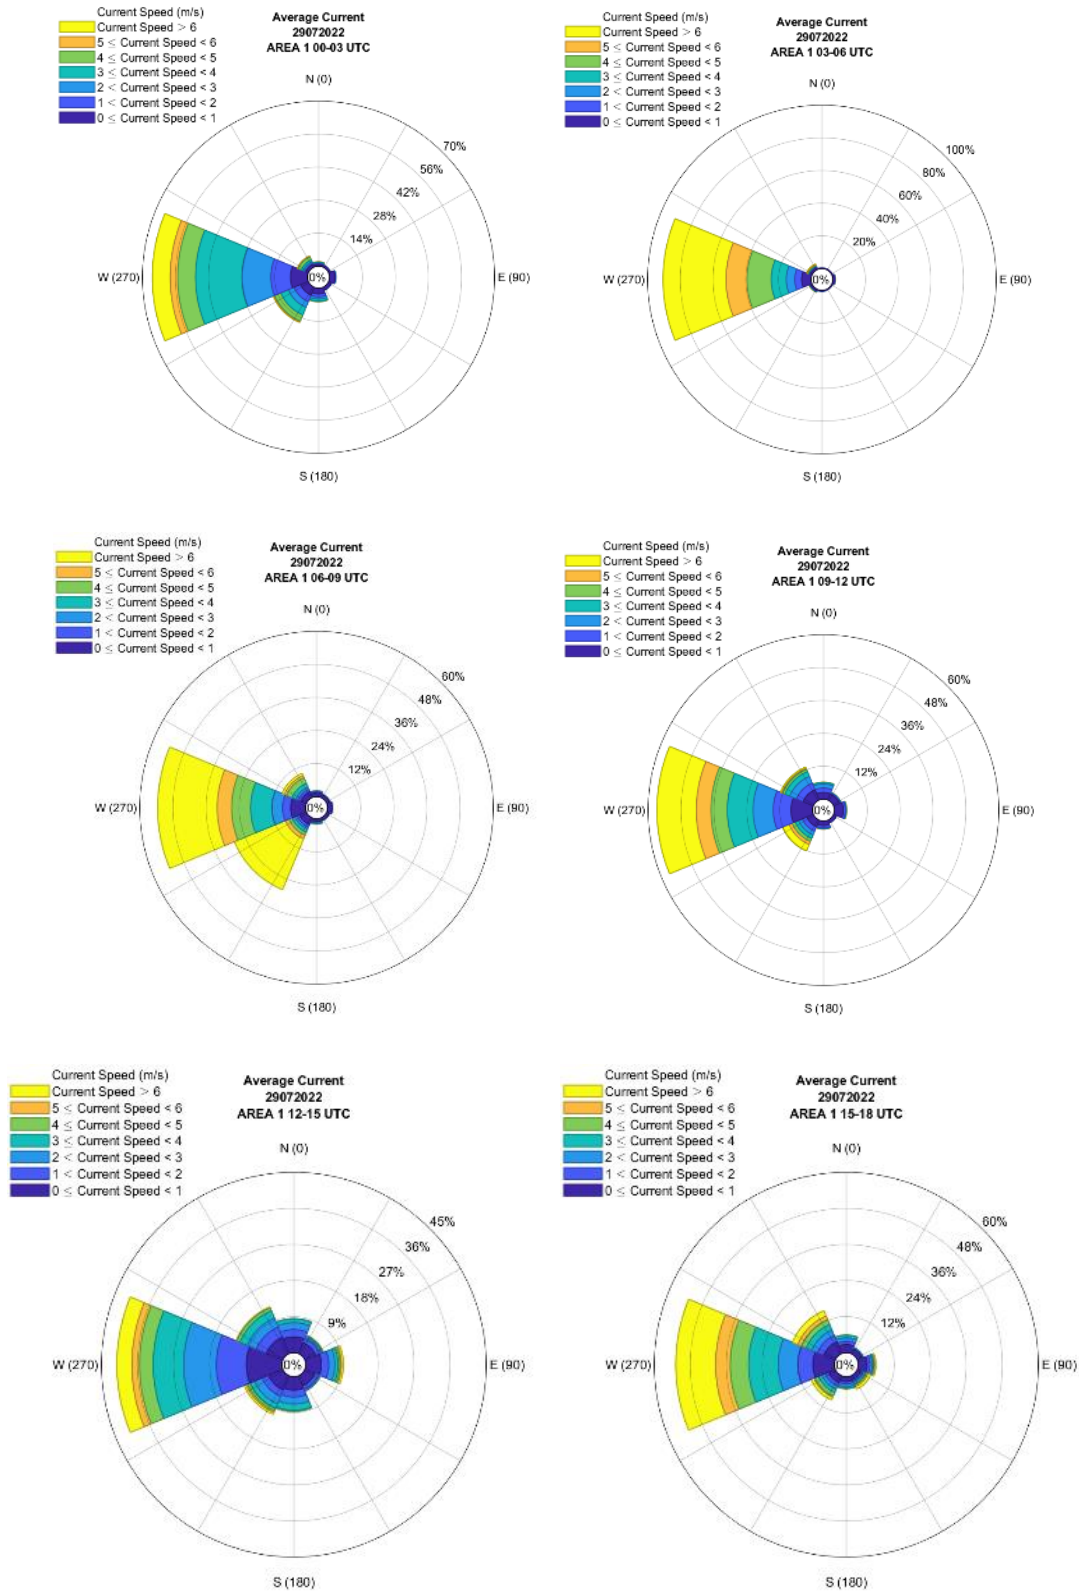 Current Speed (m/s)
Current Speed > 6
5 ≤ Current Speed < 6
4 ≤ Current Speed < 5
3 ≤ Current Speed < 4
2 < Current Speed < 3
1 < Current Speed < 2
0 ≤ Current Speed < 1
Average Current
29072022
AREA 1 00-03 UTC
N (0)
70%
56%
42%
28%
14%
0%
W (270)
E (90)
S (180)
Current Speed (m/s)
Current Speed > 6
5 ≤ Current Speed < 6
4 ≤ Current Speed < 5
3 ≤ Current Speed < 4
2 < Current Speed < 3
1 < Current Speed < 2
0 ≤ Current Speed < 1
Average Current
29072022
AREA 1 03-06 UTC
N (0)
100%
80%
60%
40%
20%
0%
W (270)
E (90)
S (180)
Current Speed (m/s)
Current Speed > 6
5 ≤ Current Speed < 6
4 ≤ Current Speed < 5
3 ≤ Current Speed < 4
2 < Current Speed < 3
1 < Current Speed < 2
0 ≤ Current Speed < 1
Average Current
29072022
AREA 1 06-09 UTC
N (0)
60%
48%
36%
24%
12%
0%
W (270)
E (90)
S (180)
Current Speed (m/s)
Current Speed > 6
5 ≤ Current Speed < 6
4 ≤ Current Speed < 5
3 ≤ Current Speed < 4
2 < Current Speed < 3
1 < Current Speed < 2
0 ≤ Current Speed < 1
Average Current
29072022
AREA 1 09-12 UTC
N (0)
60%
48%
36%
24%
12%
0%
W (270)
E (90)
S (180)
Current Speed (m/s)
Current Speed > 6
5 ≤ Current Speed < 6
4 ≤ Current Speed < 5
3 ≤ Current Speed < 4
2 < Current Speed < 3
1 < Current Speed < 2
0 ≤ Current Speed < 1
Average Current
29072022
AREA 1 12-15 UTC
N (0)
45%
36%
27%
18%
9%
0%
W (270)
E (90)
S (180)
Current Speed (m/s)
Current Speed > 6
5 ≤ Current Speed < 6
4 ≤ Current Speed < 5
3 ≤ Current Speed < 4
2 < Current Speed < 3
1 < Current Speed < 2
0 ≤ Current Speed < 1
Average Current
29072022
AREA 1 15-18 UTC
N (0)
60%
48%
36%
24%
12%
0%
W (270)
E (90)
S (180)